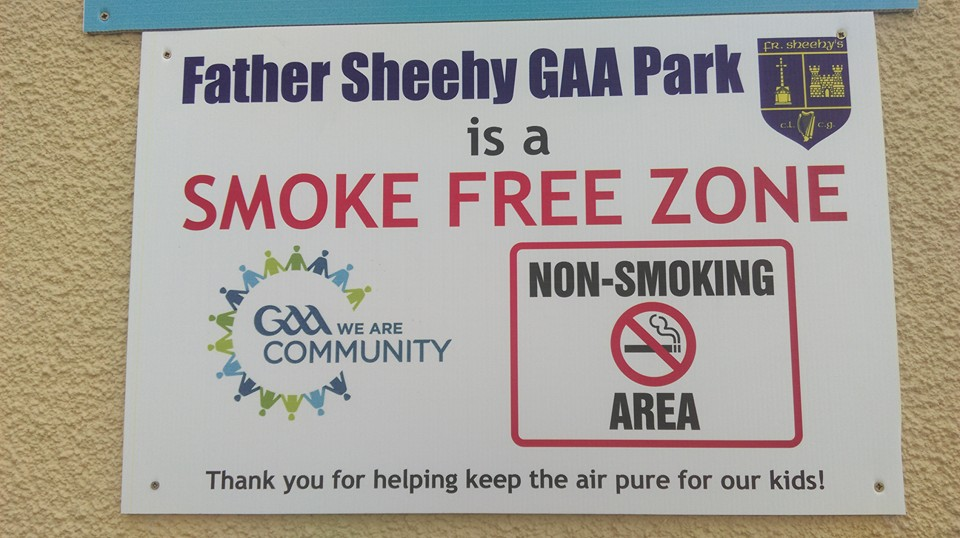 Father Sheehy GAA Park
FR. Sheehy's
C.L. C.G.
is a
SMOKE FREE ZONE
GAA WE ARE
COMMUNITY
NON-SMOKING
AREA
Thank you for helping keep the air pure for our kids!